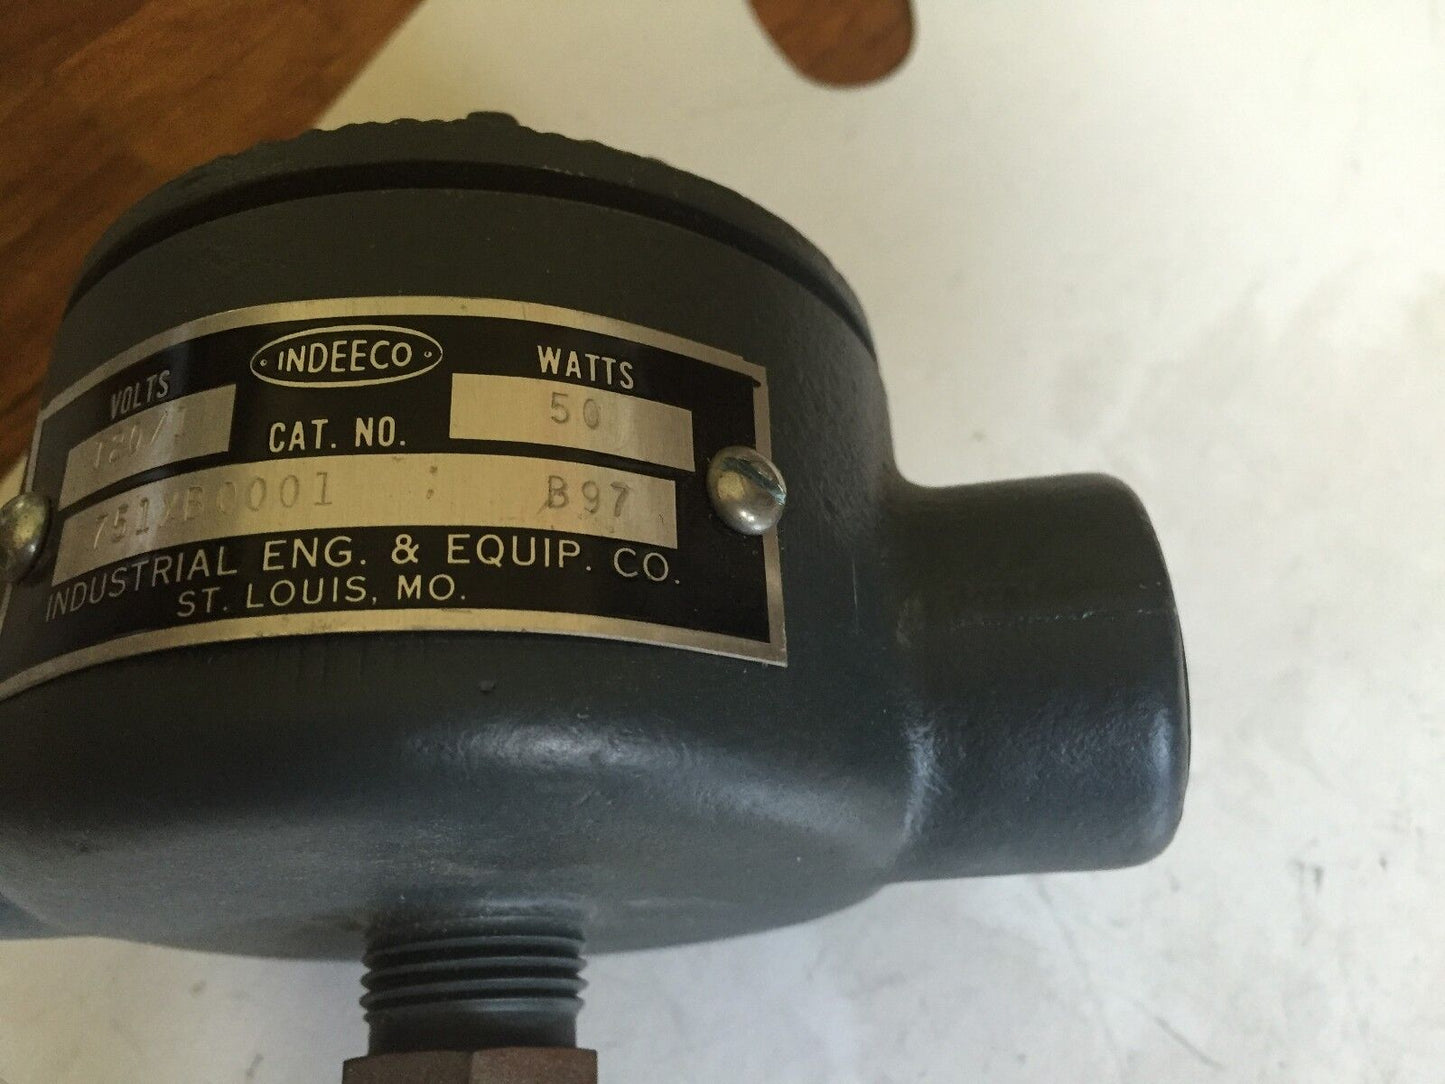 INDEECO
VOLTS
WATTS
50
CAT. NO.
B97
INDUSTRIAL ENG. & EQUIP. CO.
ST. LOUIS, MO.